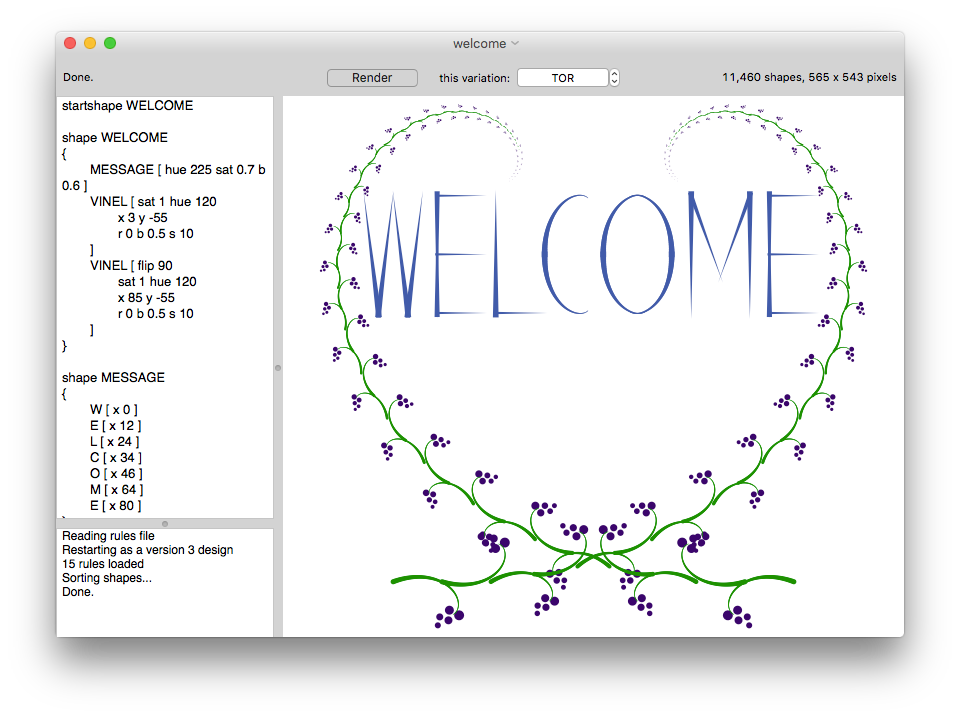 welcome
Done.
Render
this variation:
TOR
11,460 shapes, 565 x 543 pixels
startshape WELCOME
shape WELCOME
{
MESSAGE [ hue 225 sat 0.7 b
0.6 ]
VINEL [ sat 1 hue 120
x 3 y -55
r 0 b 0.5 s 10
]
VINEL [ flip 90
sat 1 hue 120
x 85 y -55
r 0 b 0.5 s 10
]
}
shape MESSAGE
{
W [ x 0 ]
E [ x 12 ]
L [ x 24 ]
C [ x 34 ]
O [ x 46 ]
M [ x 64 ]
E [ x 80 ]
Reading rules file
Restarting as a version 3 design
15 rules loaded
Sorting shapes...
Done.
WELCOME